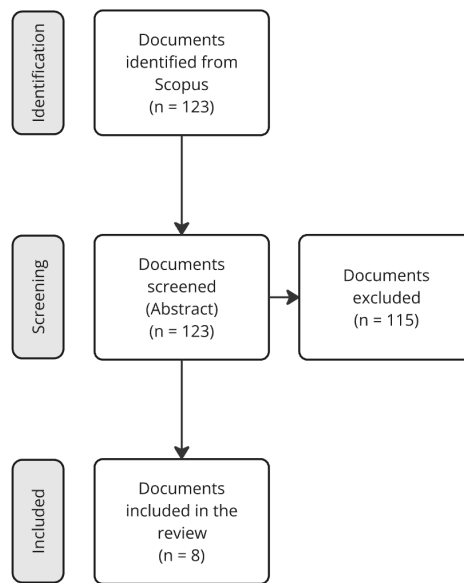 Identification
Documents
identified from
Scopus
(n = 123)
Screening
Documents
screened
(Abstract)
(n = 123)
Documents
excluded
(n = 115)
Included
Documents
included in the
review
(n = 8)